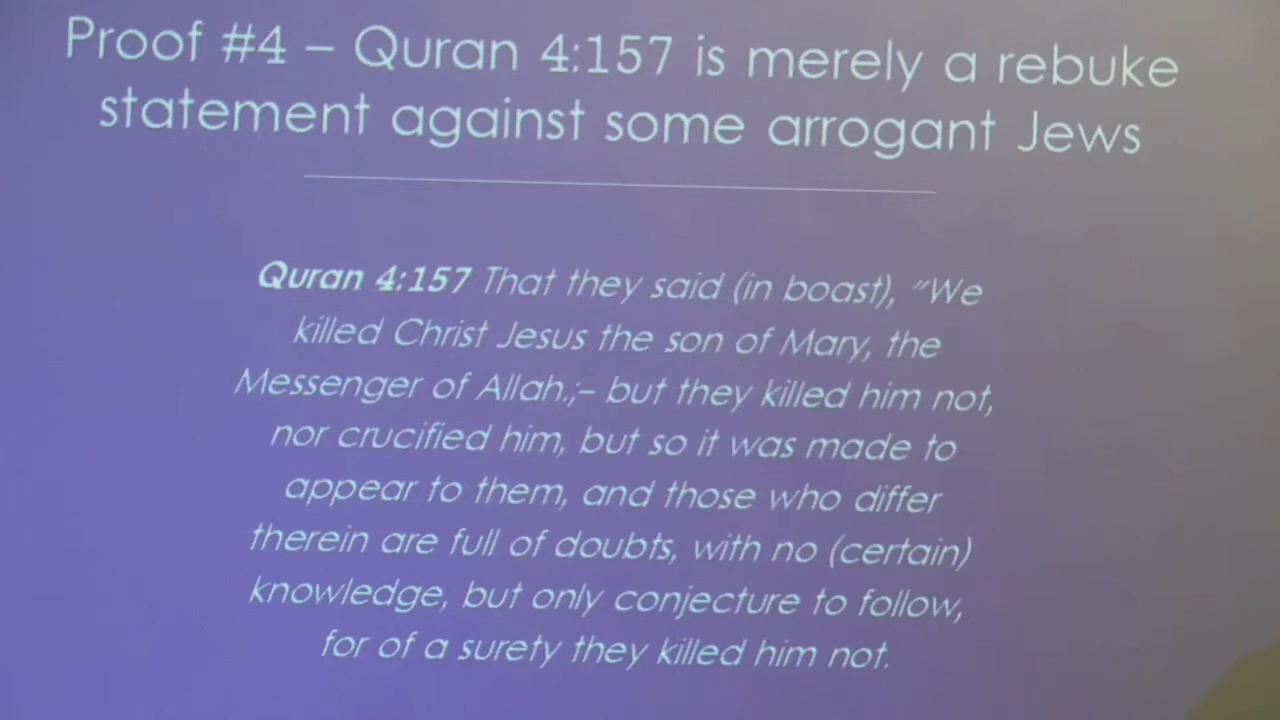 Proof #4 – Quran 4:157 is merely a rebuke
statement against some arrogant Jews
Quran 4:157 That they said (in boast), “We
killed Christ Jesus the son of Mary, the
Messenger of Allah.;– but they killed him not,
nor crucified him, but so it was made to
appear to them, and those who differ
therein are full of doubts, with no (certain)
knowledge, but only conjecture to follow,
for of a surety they killed him not.